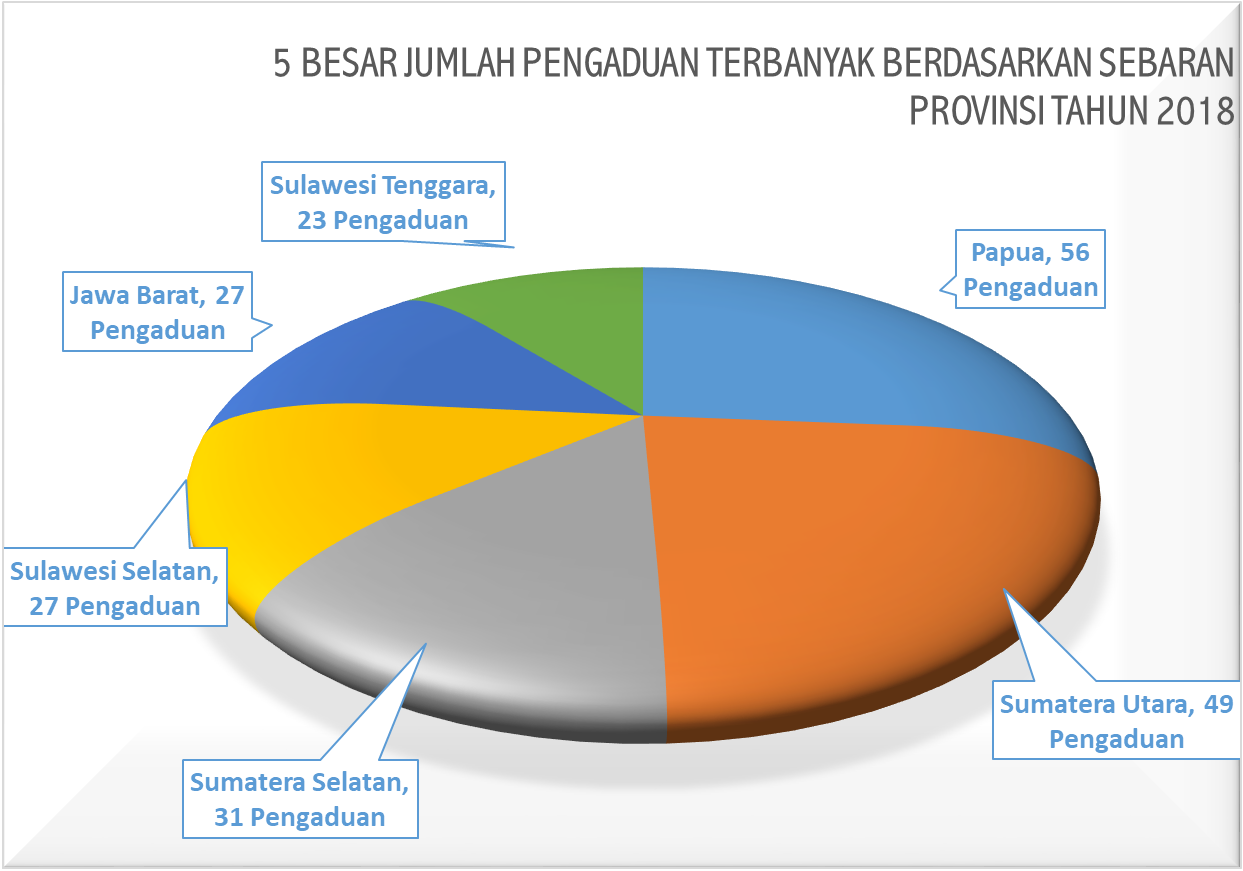 5 BESAR JUMLAH PENGADUAN TERBANYAK BERDASARKAN SEBARAN
PROVINSI TAHUN 2018
Sulawesi Tenggara,
23 Pengaduan
Papua, 56
Pengaduan
Jawa Barat, 27
Pengaduan
Sulawesi Selatan,
27 Pengaduan
Sumatera Utara, 49
Pengaduan
Sumatera Selatan,
31 Pengaduan